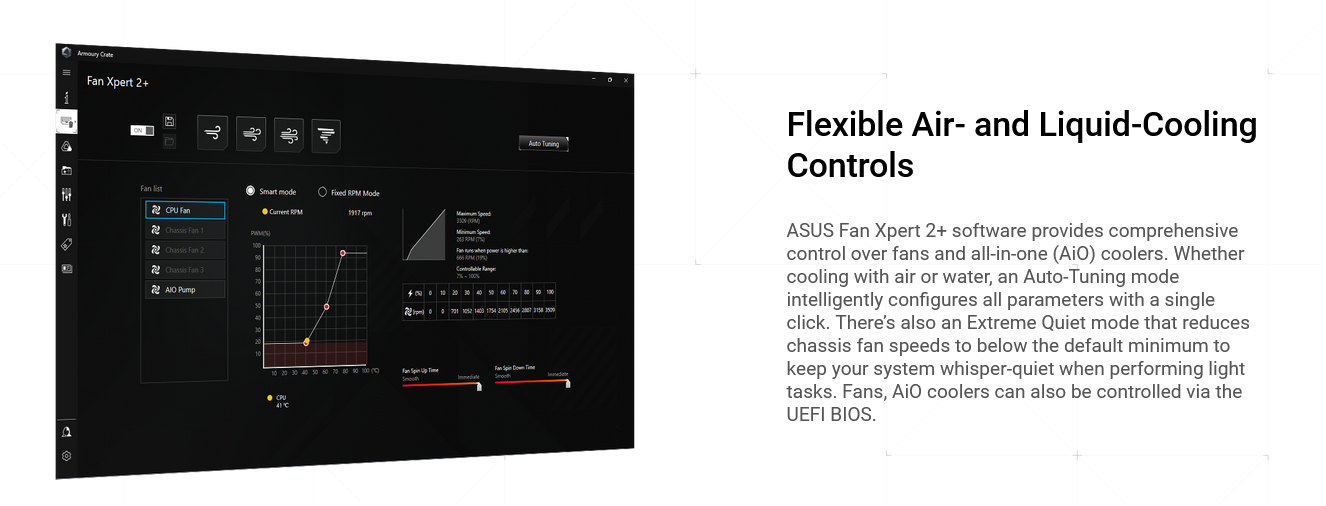 Armoury Crate
Fan Xpert 2+
ON
Auto Tuning
Fan list
CPU Fan
Chassis Fan 1
Chassis Fan 2
Chassis Fan 3
AIO Pump
Smart mode
Fixed RPM Mode
Current RPM 1917 rpm
PWM(%)
100
90
80
70
60
50
40
30
20
10
10 20 30 40 50 60 70 80 90 100 (°C)
CPU
41 °C
Maximum Speed:
3509 (RPM)
Minimum Speed:
263 RPM (7%)
Fan runs when power is higher than:
666 RPM (19%)
Controllable Range:
7% ~ 100%
(%) 0 10 20 30 40 50 60 70 80 90 100
(rpm) 0 0 701 1052 1403 1754 2105 2456 2807 3158 3509
Fan Spin Up Time
Smooth Immediate
Fan Spin Down Time
Smooth Immediate
Flexible Air- and Liquid-Cooling
Controls
ASUS Fan Xpert 2+ software provides comprehensive
control over fans and all-in-one (AiO) coolers. Whether
cooling with air or water, an Auto-Tuning mode
intelligently configures all parameters with a single
click. There’s also an Extreme Quiet mode that reduces
chassis fan speeds to below the default minimum to
keep your system whisper-quiet when performing light
tasks. Fans, AiO coolers can also be controlled via the
UEFI BIOS.